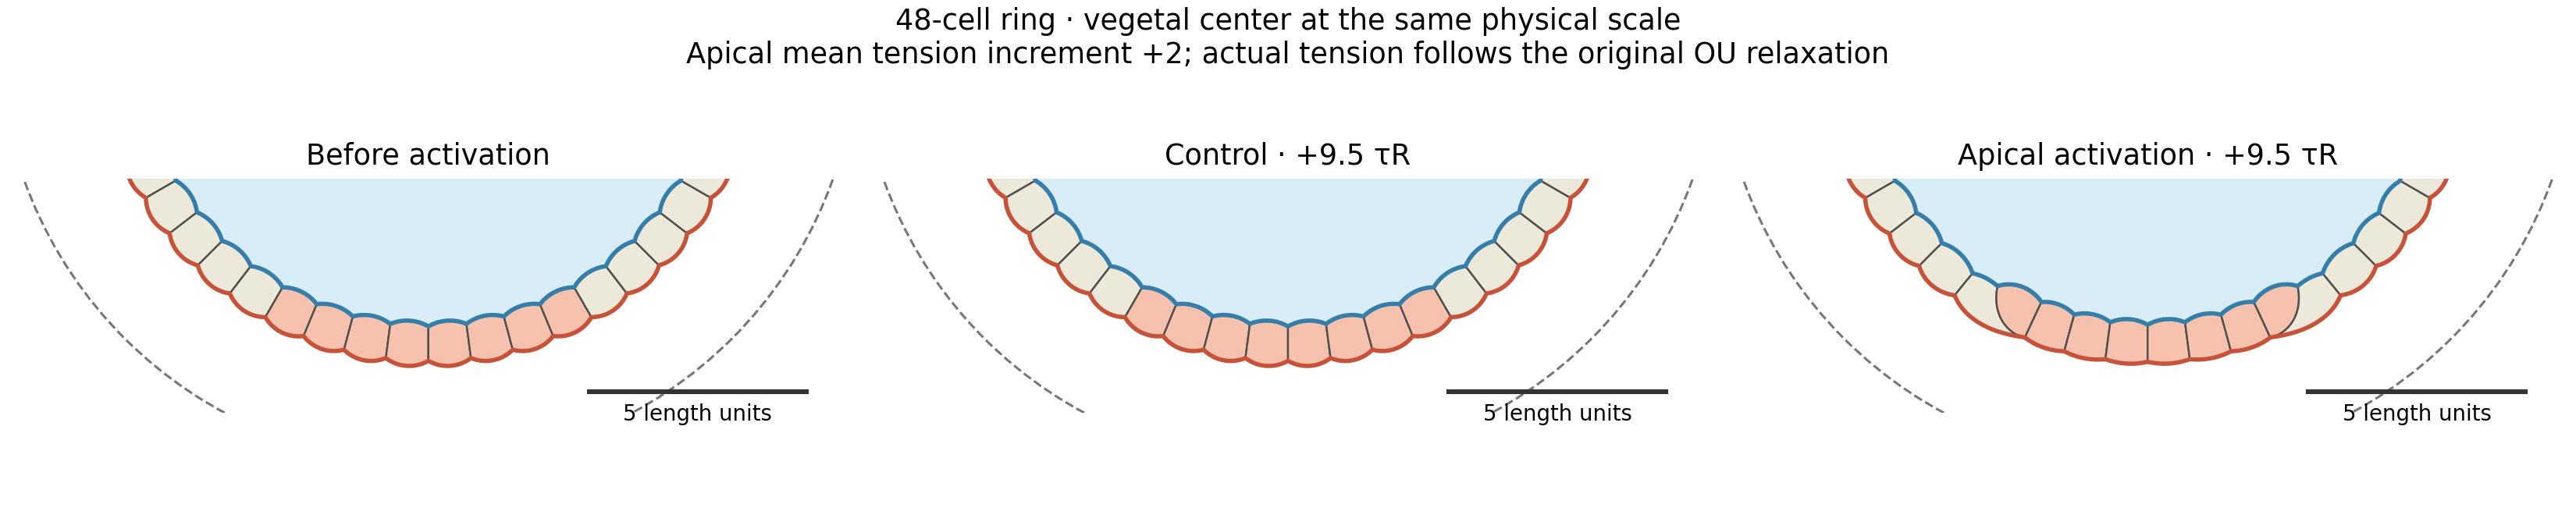 48-cell ring · vegetal center at the same physical scale
Apical mean tension increment +2; actual tension follows the original OU relaxation
Before activation
Control · +9.5 τR
Apical activation · +9.5 τR
5 length units
5 length units
5 length units